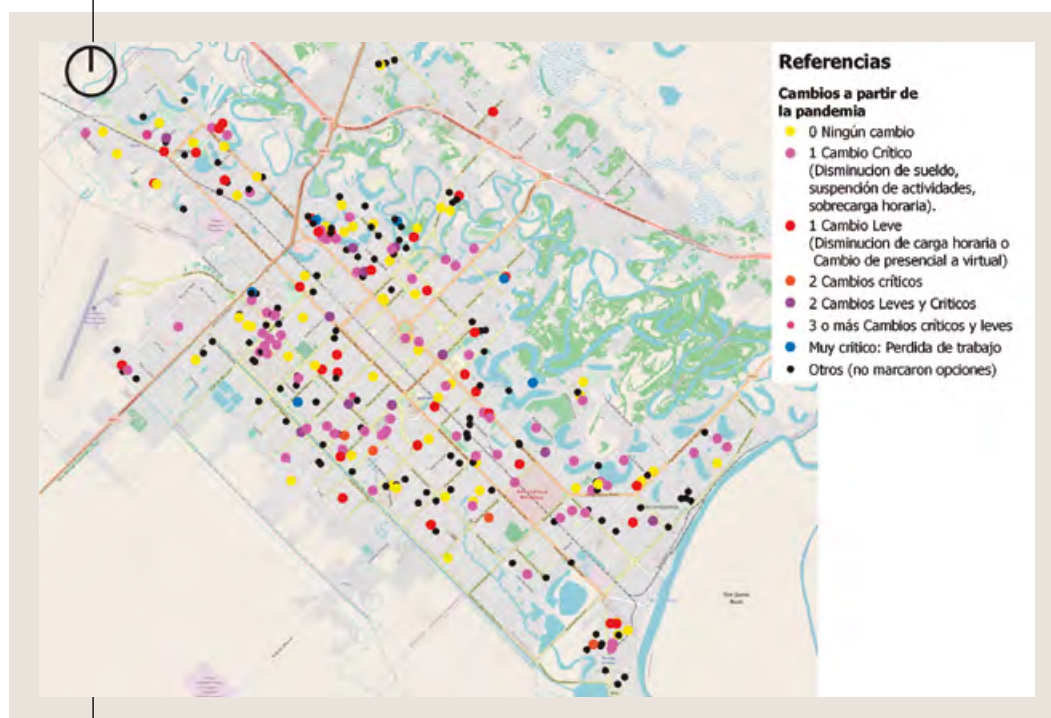 Referencias
Cambios a partir de
la pandemia
0 Ningún cambio
1 Cambio Crítico
(Disminucion de sueldo,
suspención de actividades,
sobrecarga horaria).
1 Cambio Leve
(Disminucion de carga horaria o
Cambio de presencial a virtual)
2 Cambios críticos
2 Cambios Leves y Criticos
3 o más Cambios críticos y leves
Muy critico: Perdida de trabajo
Otros (no marcaron opciones)